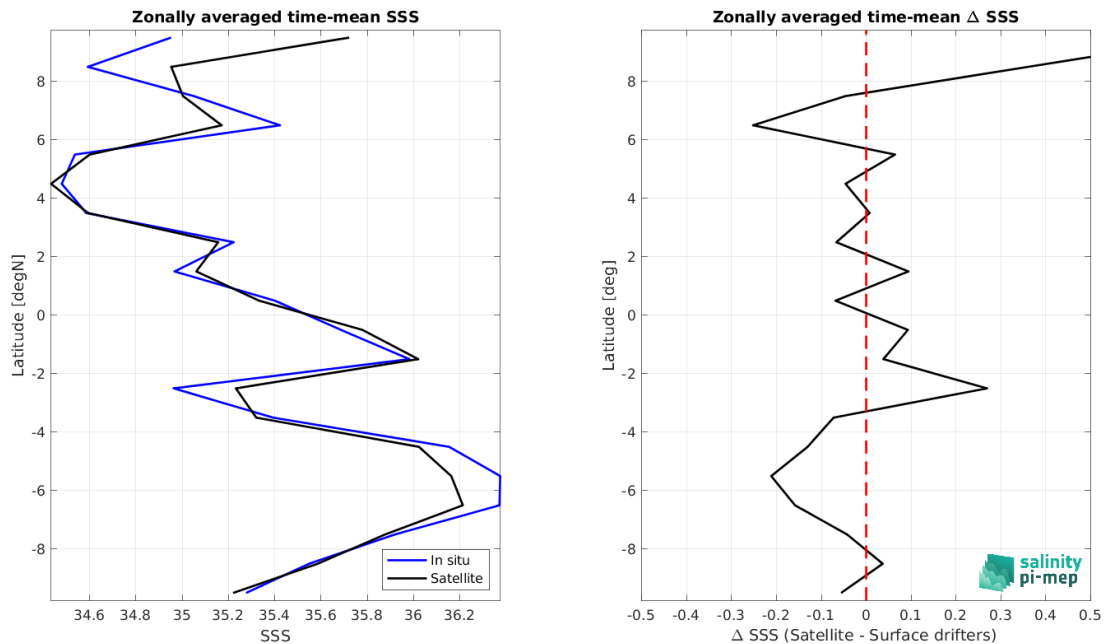 Zonally averaged time-mean SSS
Latitude [degN]
8
6
4
2
0
-2
-4
-6
-8
34.6 34.8 35 35.2 35.4 35.6 35.8 36 36.2
SSS
In situ
Satellite
Zonally averaged time-mean Δ SSS
Latitude [deg]
8
6
4
2
0
-2
-4
-6
-8
-0.5 -0.4 -0.3 -0.2 -0.1 0 0.1 0.2 0.3 0.4 0.5
Δ SSS (Satellite - Surface drifters)
salinity
pi-mep